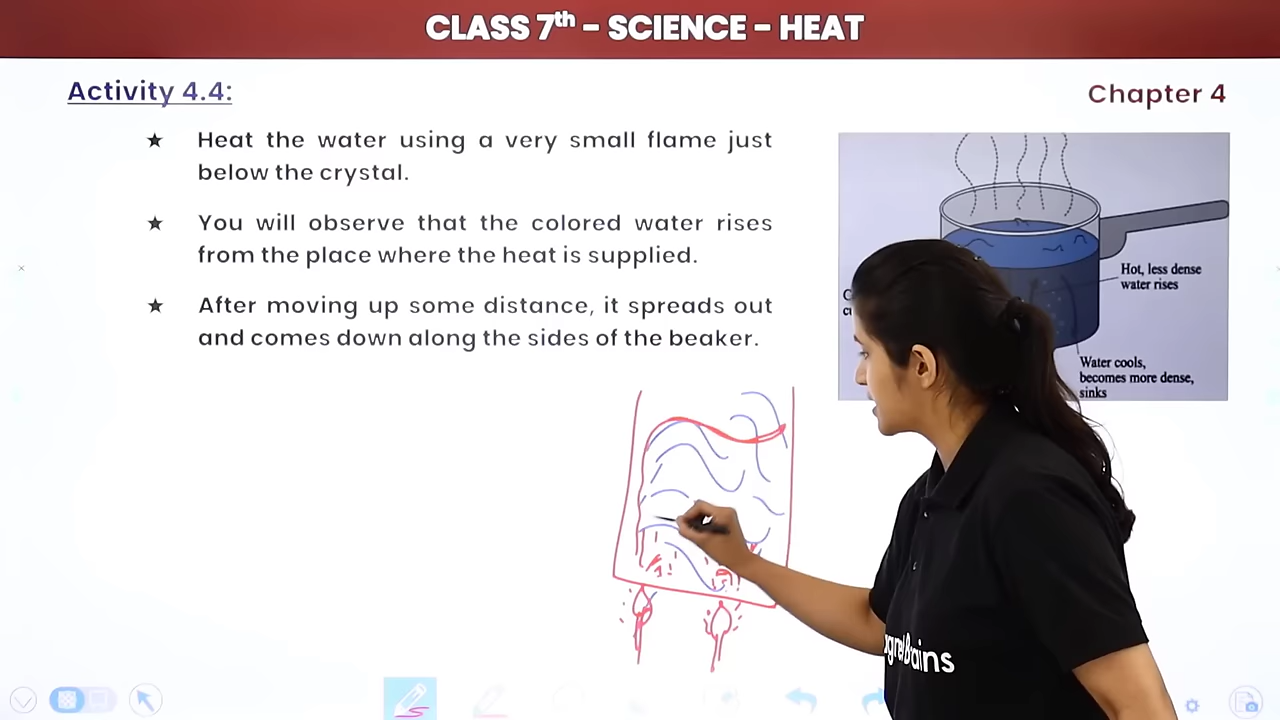 CLASS 7th - SCIENCE - HEAT
Activity 4.4:
Chapter 4
★ Heat the water using a very small flame just
below the crystal.
★ You will observe that the colored water rises
from the place where the heat is supplied.
★ After moving up some distance, it spreads out
and comes down along the sides of the beaker.
Hot, less dense
water rises
Water cools,
becomes more dense,
sinks